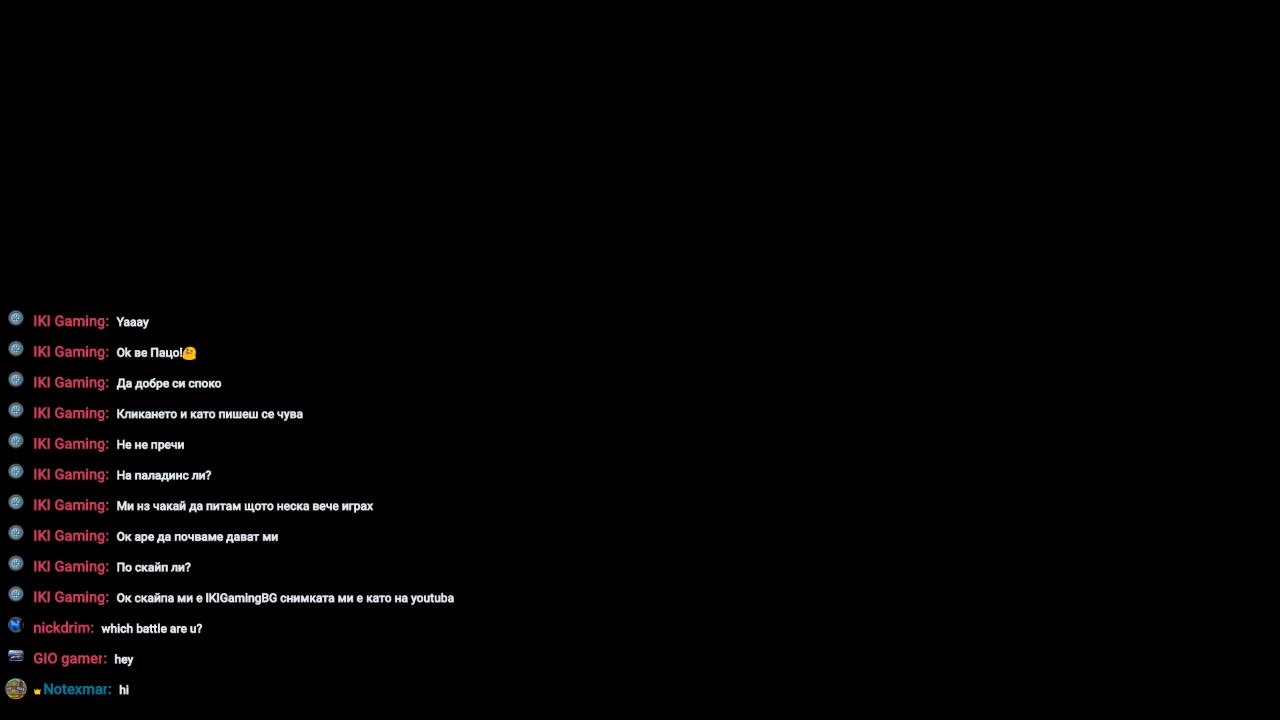 IKI Gaming: Yaaay
IKI Gaming: Ok ве Пацо!🤔
IKI Gaming: Да добре си споко
IKI Gaming: Кликането и като пишеш се чува
IKI Gaming: Не не пречи
IKI Gaming: На паладинс ли?
IKI Gaming: Ми нз чакай да питам щото неска вече играх
IKI Gaming: Ок аре да почваме дават ми
IKI Gaming: По скайп ли?
IKI Gaming: Ок скайпа ми е IKIGamingBG снимката ми е като на youtuba
nickdrim: which battle are u?
GIO gamer: hey
Notexmar: hi